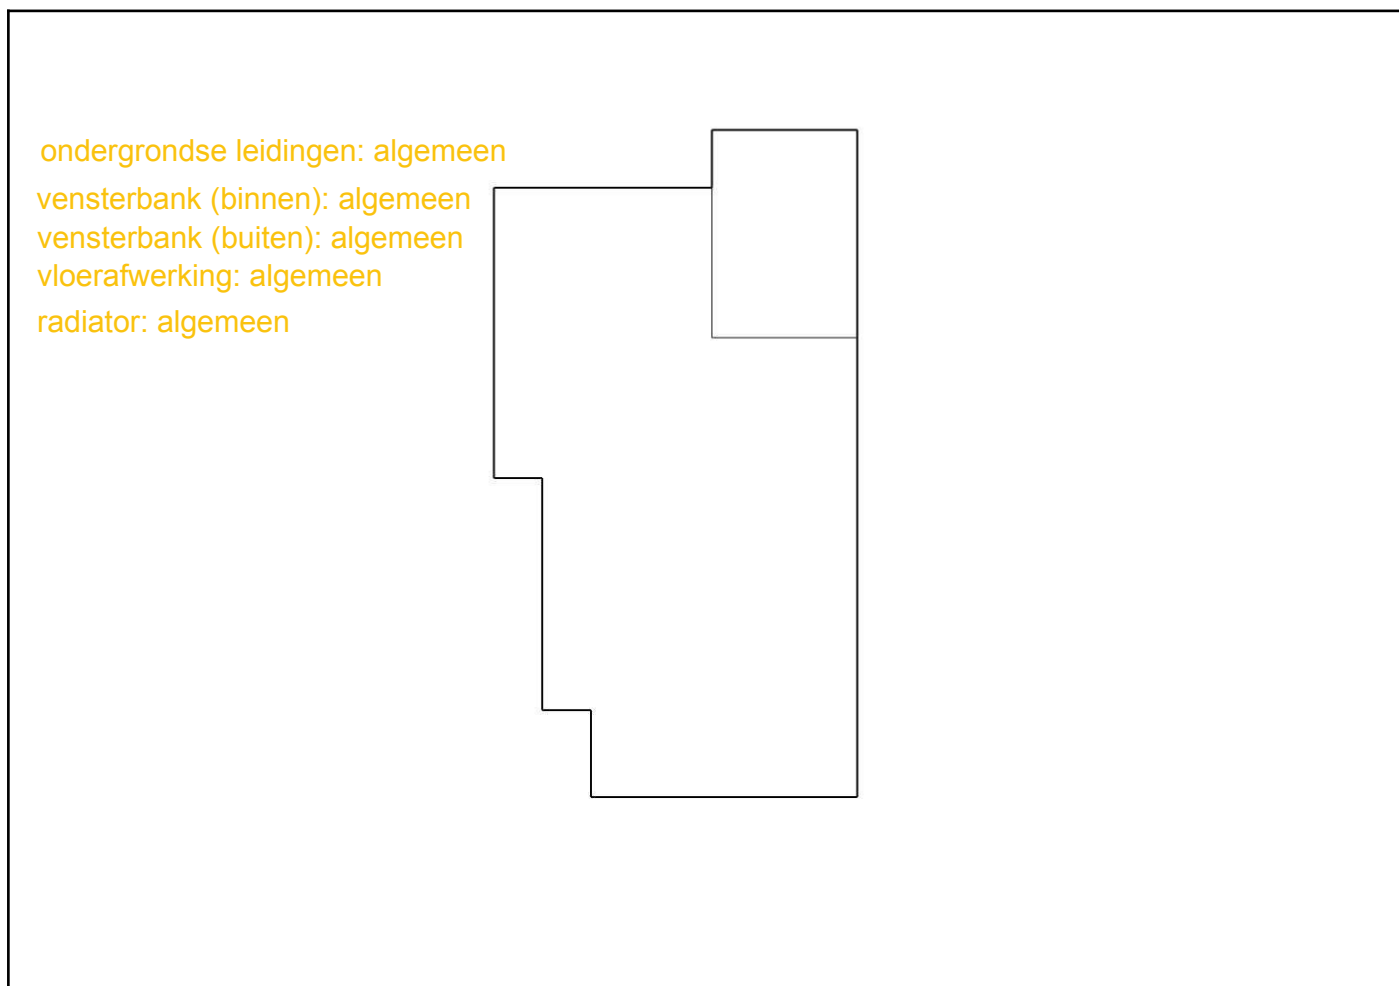 ondergrondse leidingen: algemeen
vensterbank (binnen): algemeen
vensterbank (buiten): algemeen
vloerafwerking: algemeen
radiator: algemeen